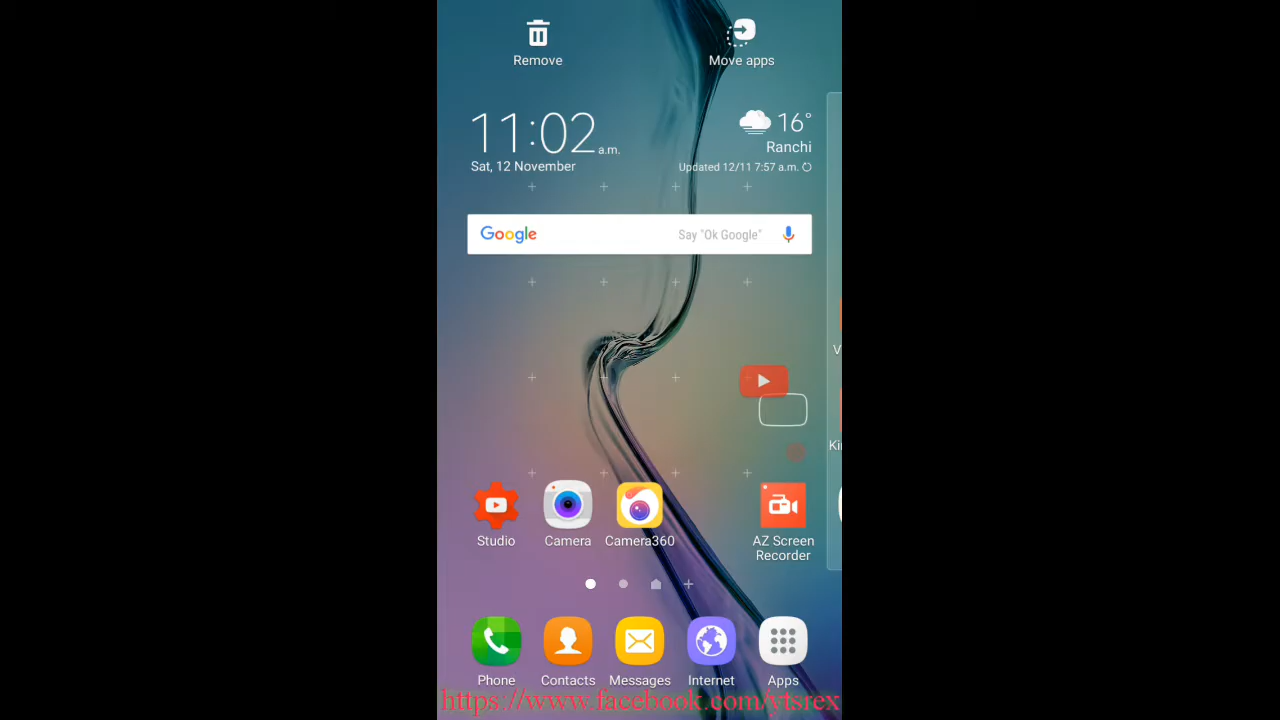 Remove
Move apps
11:02 a.m.
Sat, 12 November
16°
Ranchi
Updated 12/11 7:57 a.m.
Google
Say "Ok Google"
V
Ki
Studio
Camera
Camera360
AZ Screen
Recorder
Phone
Contacts
Messages
Internet
Apps
https://www.facebook.com/ytsrex